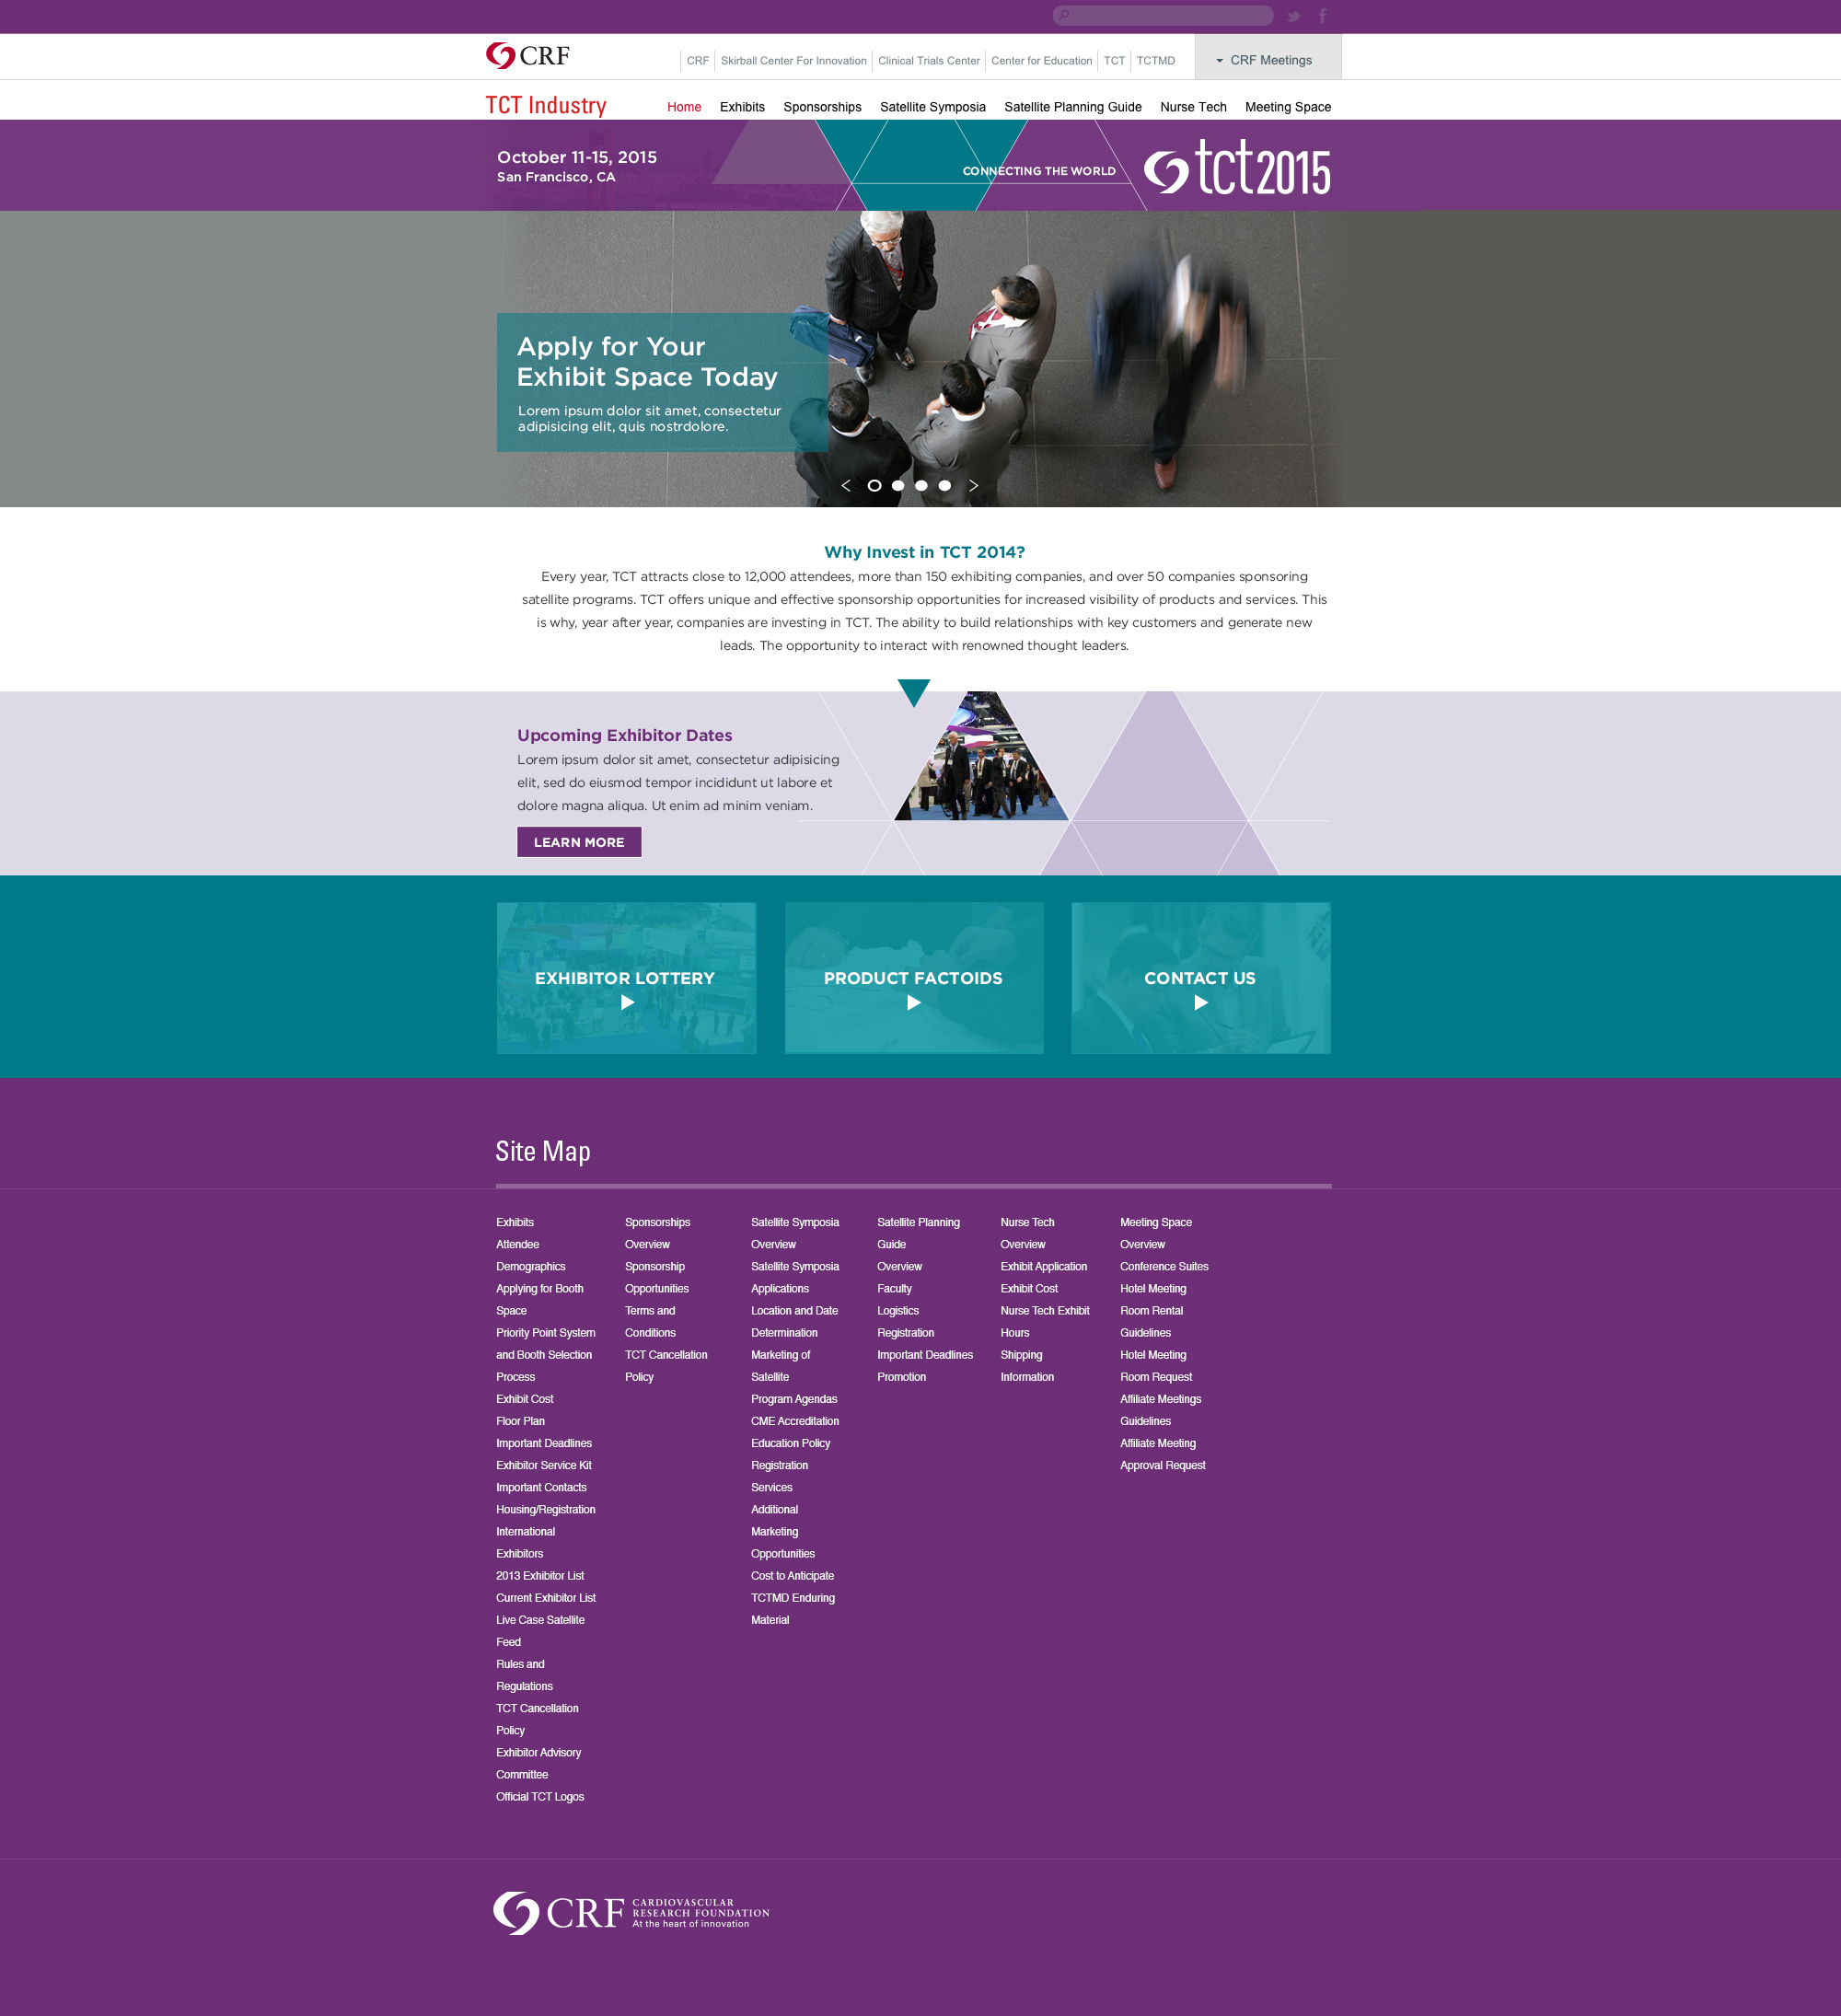 CRF
CRF
Skirball Center For Innovation
Clinical Trials Center
Center for Education
TCT
TCTMD
CRF Meetings
TCT Industry
Home
Exhibits
Sponsorships
Satellite Symposia
Satellite Planning Guide
Nurse Tech
Meeting Space
October 11-15, 2015
San Francisco, CA
CONNECTING THE WORLD
tct2015
Apply for Your
Exhibit Space Today
Lorem ipsum dolor sit amet, consectetur
adipisicing elit, quis nostrdolore.
Why Invest in TCT 2014?
Every year, TCT attracts close to 12,000 attendees, more than 150 exhibiting companies, and over 50 companies sponsoring
satellite programs. TCT offers unique and effective sponsorship opportunities for increased visibility of products and services. This
is why, year after year, companies are investing in TCT. The ability to build relationships with key customers and generate new
leads. The opportunity to interact with renowned thought leaders.
Upcoming Exhibitor Dates
Lorem ipsum dolor sit amet, consectetur adipisicing
elit, sed do eiusmod tempor incididunt ut labore et
dolore magna aliqua. Ut enim ad minim veniam.
LEARN MORE
EXHIBITOR LOTTERY
PRODUCT FACTOIDS
CONTACT US
Site Map
Exhibits
Attendee
Demographics
Applying for Booth
Space
Priority Point System
and Booth Selection
Process
Exhibit Cost
Floor Plan
Important Deadlines
Exhibitor Service Kit
Important Contacts
Housing/Registration
International
Exhibitors
2013 Exhibitor List
Current Exhibitor List
Live Case Satellite
Feed
Rules and
Regulations
TCT Cancellation
Policy
Exhibitor Advisory
Committee
Official TCT Logos
Sponsorships
Overview
Sponsorship
Opportunities
Terms and
Conditions
TCT Cancellation
Policy
Satellite Symposia
Overview
Satellite Symposia
Applications
Location and Date
Determination
Marketing of
Satellite
Program Agendas
CME Accreditation
Education Policy
Registration
Services
Additional
Marketing
Opportunities
Cost to Anticipate
TCTMD Enduring
Material
Satellite Planning
Guide
Overview
Faculty
Logistics
Registration
Important Deadlines
Promotion
Nurse Tech
Overview
Exhibit Application
Exhibit Cost
Nurse Tech Exhibit
Hours
Shipping
Information
Meeting Space
Overview
Conference Suites
Hotel Meeting
Room Rental
Guidelines
Hotel Meeting
Room Request
Affiliate Meetings
Guidelines
Affiliate Meeting
Approval Request
CRF
CARDIOVASCULAR
RESEARCH FOUNDATION
At the heart of innovation